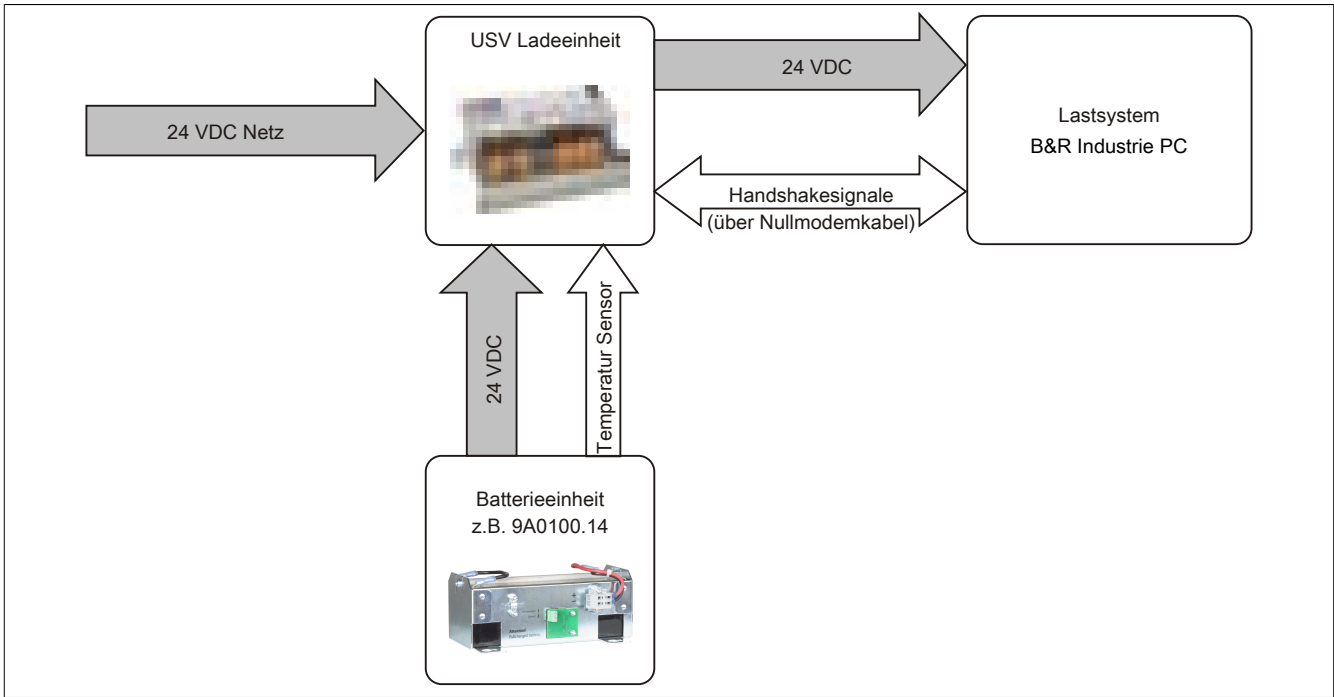 USV Ladeeinheit
24 VDC Netz
24 VDC
Lastsystem
B&R Industrie PC
Handshakesignale
(über Nullmodemkabel)
24 VDC
Temperatur Sensor
Batterieeinheit
z.B. 9A0100.14